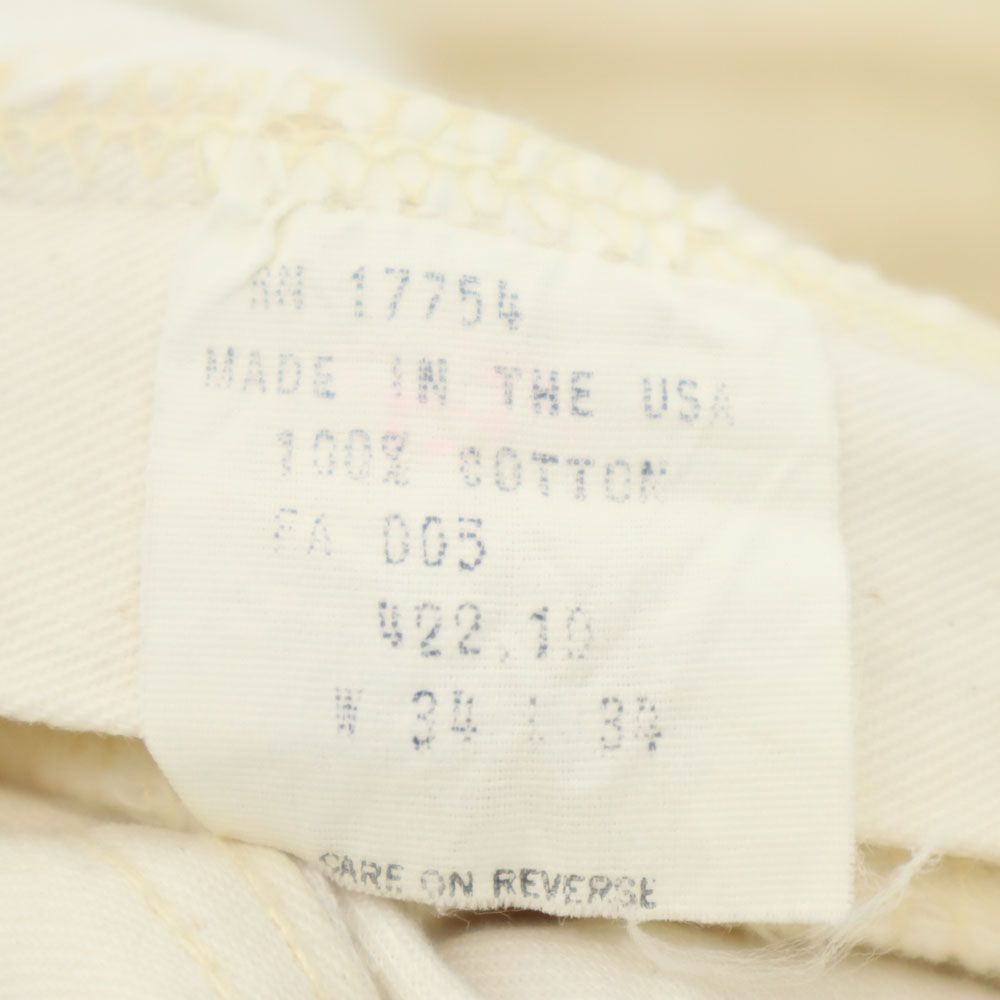 RN 17754
MADE IN THE USA
100% COTTON
FA 005
422.19
W 34 L 34
CARE ON REVERSE